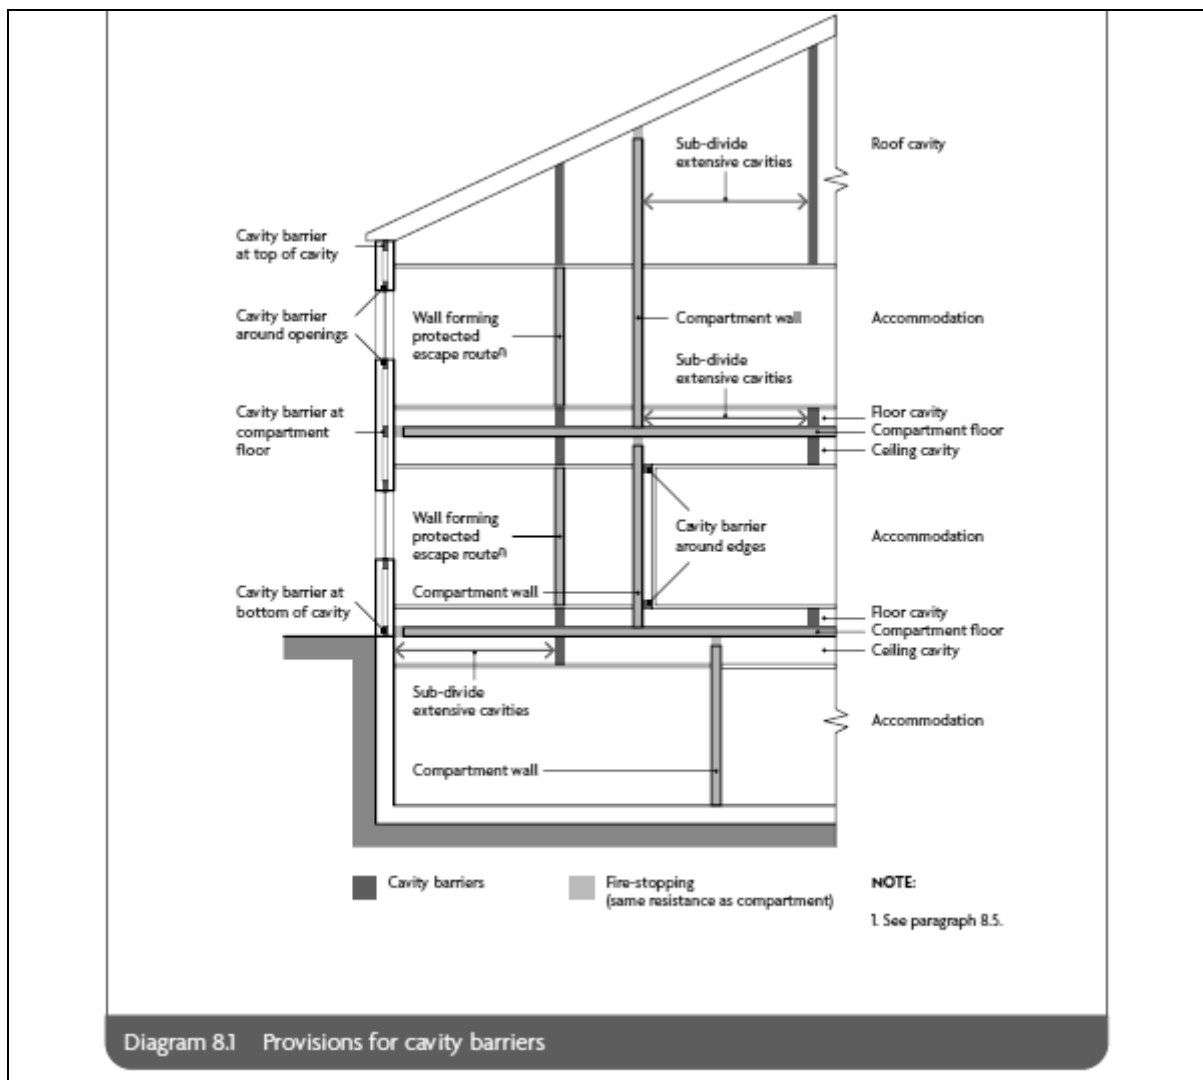 Sub-divide
extensive cavities
Roof cavity
Cavity barrier
at top of cavity
Cavity barrier
around openings
Wall forming
protected
escape route¹⁾
Compartment wall
Accommodation
Sub-divide
extensive cavities
Cavity barrier at
compartment
floor
Floor cavity
Compartment floor
Ceiling cavity
Wall forming
protected
escape route¹⁾
Cavity barrier
around edges
Accommodation
Cavity barrier at
bottom of cavity
Compartment wall
Floor cavity
Compartment floor
Ceiling cavity
Sub-divide
extensive cavities
Accommodation
Compartment wall
Cavity barriers
Fire-stopping
(same resistance as compartment)
NOTE:
1. See paragraph 8.5.
Diagram 8.1 Provisions for cavity barriers